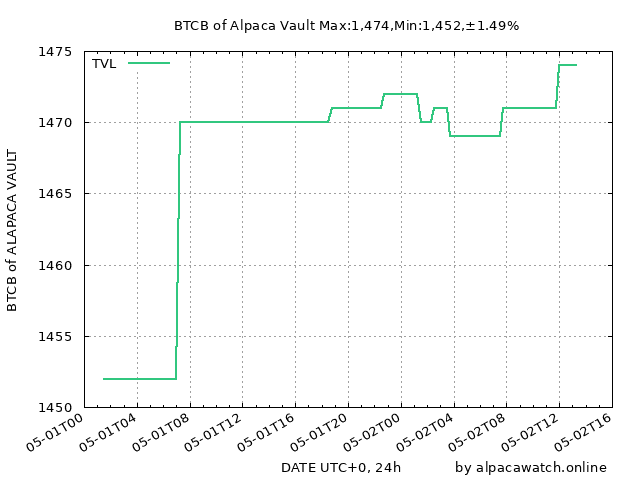 BTCB of Alpaca Vault Max:1,474,Min:1,452,±1.49%
1475
TVL
1470
1465
1460
1455
1450
BTCB of ALAPACA VAULT
05-01T00
05-01T04
05-01T08
05-01T12
05-01T16
05-01T20
05-02T00
05-02T04
05-02T08
05-02T12
05-02T16
DATE UTC+0, 24h
by alpacawatch.online